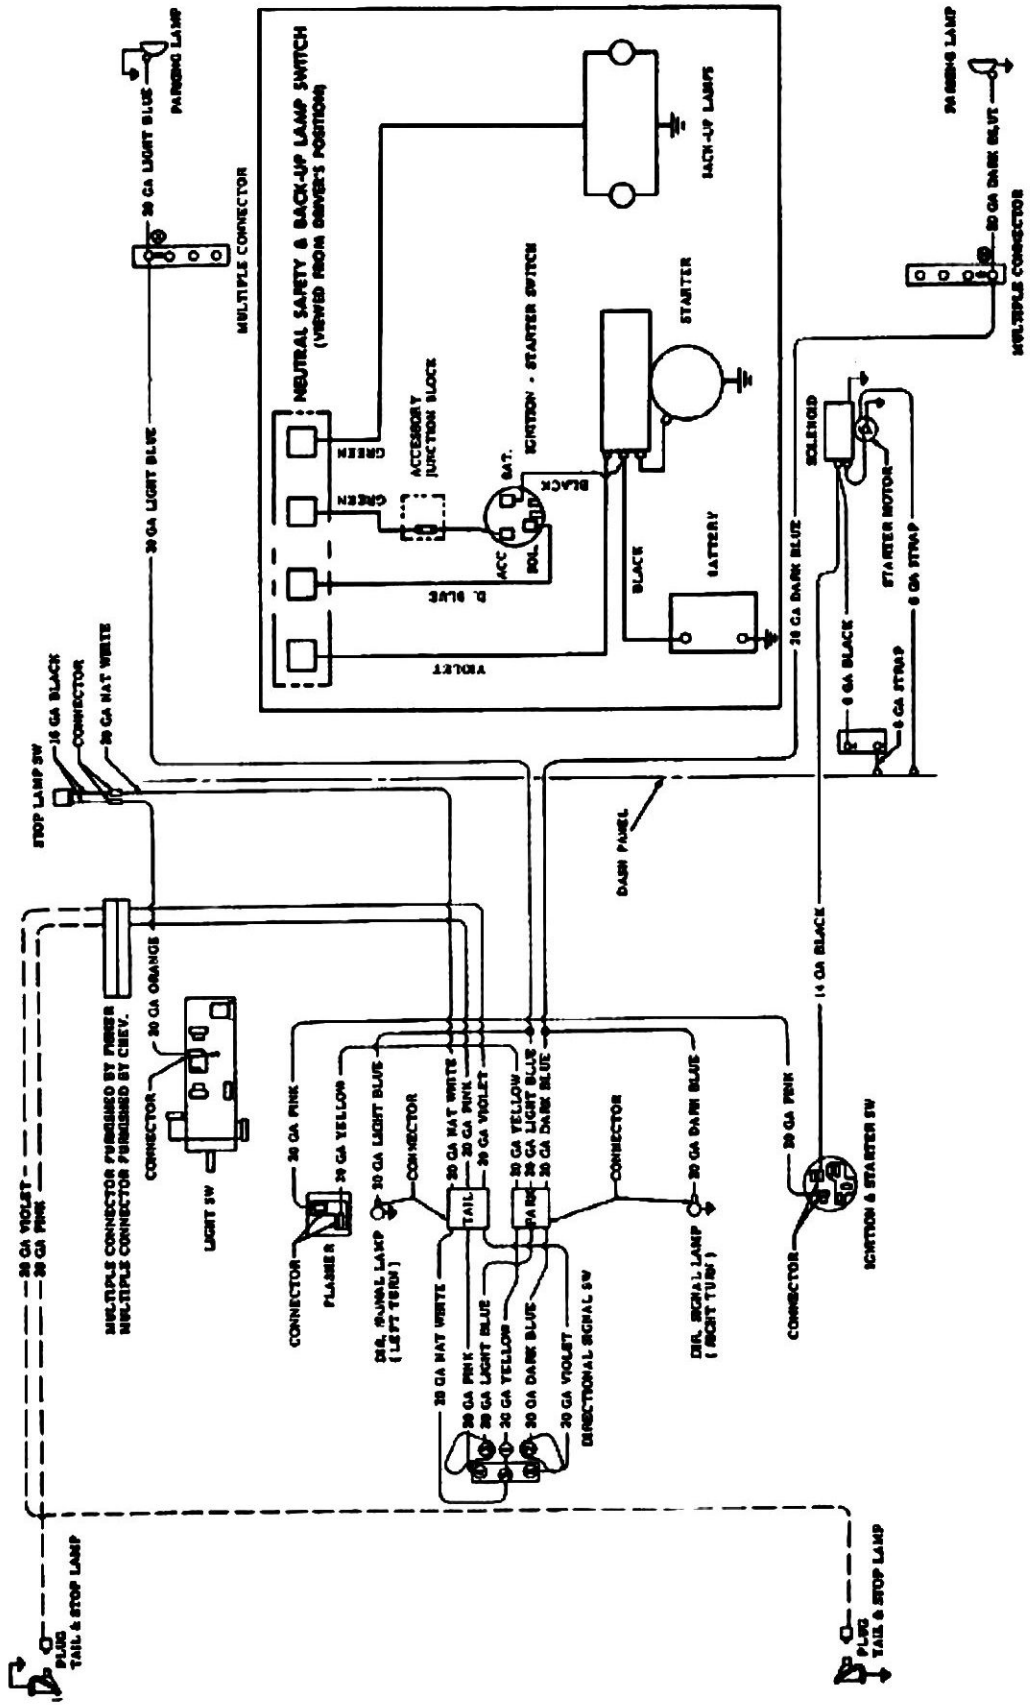 PLUG
TAIL & STOP LAMP
20 GA VIOLET
20 GA PINK
MULTIPLE CONNECTOR FURNISHED BY FISHER
MULTIPLE CONNECTOR FURNISHED BY CHEV.
CONNECTOR
20 GA ORANGE
LIGHT SW
STOP LAMP SW
16 GA BLACK
CONNECTOR
20 GA NAT WHITE
20 GA LIGHT BLUE
MULTIPLE CONNECTOR
20 GA LIGHT BLUE
PARKING LAMP
NEUTRAL SAFETY & BACK-UP LAMP SWITCH
(VIEWED FROM DRIVER'S POSITION)
VIOLET
D. BLUE
GREEN
GREEN
ACCESSORY
JUNCTION BLOCK
ACC
SOL.
BAT.
IGNITION - STARTER SWITCH
BLACK
BLACK
BATTERY
STARTER
BACK-UP LAMPS
CONNECTOR
20 GA PINK
FLASHER
20 GA YELLOW
DIR. SIGNAL LAMP
(LEFT TURN)
20 GA LIGHT BLUE
CONNECTOR
20 GA NAT WHITE
20 GA PINK
20 GA LIGHT BLUE
20 GA YELLOW
20 GA DARK BLUE
20 GA VIOLET
DIRECTIONAL SIGNAL SW
TAIL
PARK
20 GA NAT WHITE
20 GA PINK
20 GA VIOLET
20 GA YELLOW
20 GA LIGHT BLUE
20 GA DARK BLUE
CONNECTOR
DASH PANEL
DIR. SIGNAL LAMP
(RIGHT TURN)
20 GA DARK BLUE
CONNECTOR
20 GA PINK
IGNITION & STARTER SW
14 GA BLACK
20 GA DARK BLUE
SOLENOID
STARTER MOTOR
6 GA BLACK
6 GA STRAP
6 GA STRAP
MULTIPLE CONNECTOR
20 GA DARK BLUE
PARKING LAMP
PLUG
TAIL & STOP LAMP